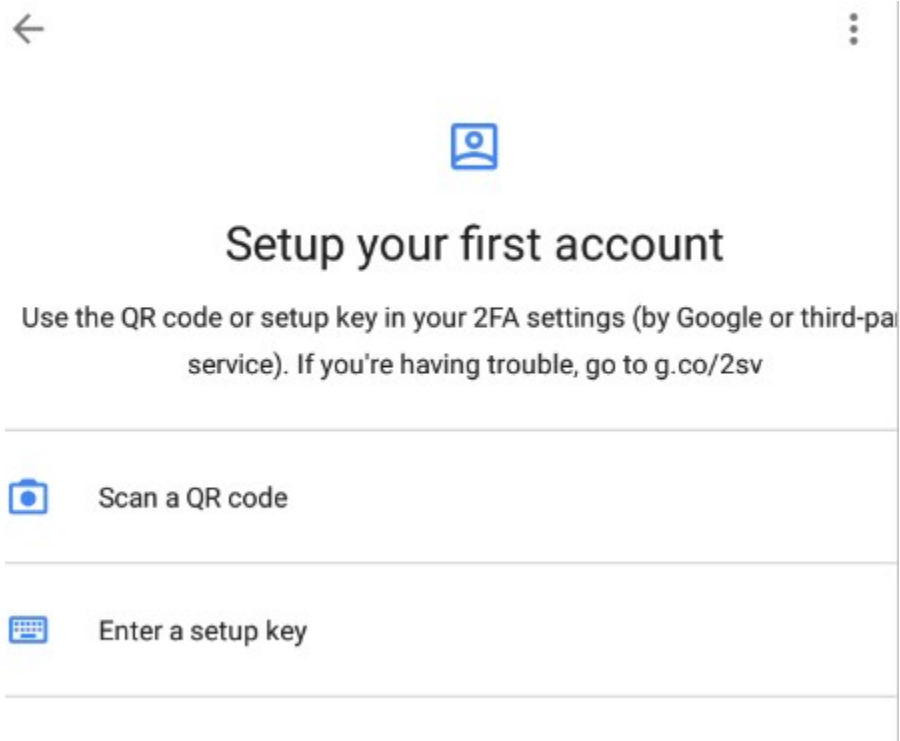 Setup your first account
Use the QR code or setup key in your 2FA settings (by Google or third-pa
service). If you're having trouble, go to g.co/2sv
Scan a QR code
Enter a setup key